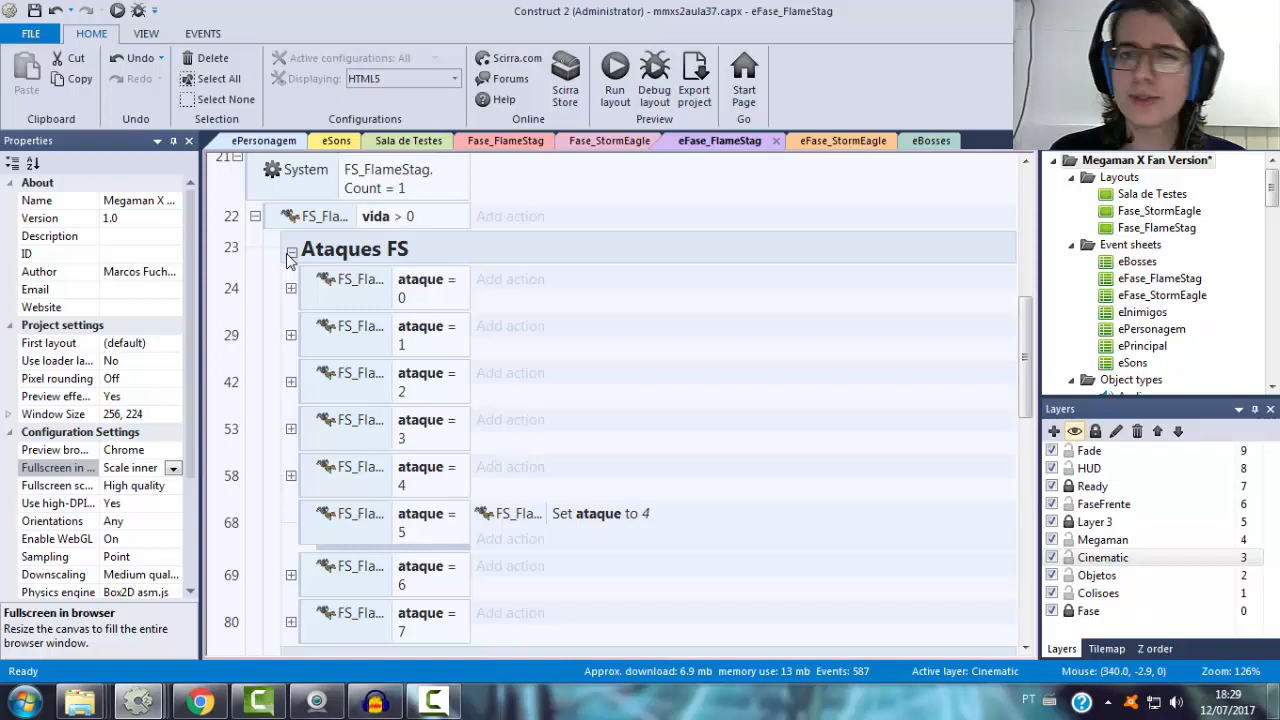 Construct 2 (Administrator) - mmxs2aula37.capx - eFase_FlameStag
FILE HOME VIEW EVENTS
Paste Cut Copy Clipboard
Undo Redo Undo
Delete Select All Select None Selection
Active configurations: All
Displaying: HTML5
Configurations
Scirra.com Forums Help Scirra Store Online
Run layout Debug layout Export project Preview
Start Page Go
Properties
ePersonagem eSons Sala de Testes Fase_FlameStag Fase_StormEagle eFase_FlameStag eFase_StormEagle eBosses
About
Name Megaman X ...
Version 1.0
Description
ID
Author Marcos Fuch...
Email
Website
Project settings
First layout (default)
Use loader la... No
Pixel rounding Off
Preview effe... Yes
Window Size 256, 224
Configuration Settings
Preview bro... Chrome
Fullscreen in ... Scale inner
Fullscreen sc... High quality
Use high-DPI... Yes
Orientations Any
Enable WebGL On
Sampling Point
Downscaling Medium qual...
Physics engine Box2D asm.js
Fullscreen in browser
Resize the canvas to fill the entire
browser window.
21 System FS_FlameStag.
Count = 1
22 FS_Fla... vida > 0 Add action
23 Ataques FS
24 FS_Fla... ataque = 0 Add action
29 FS_Fla... ataque = 1 Add action
42 FS_Fla... ataque = 2 Add action
53 FS_Fla... ataque = 3 Add action
58 FS_Fla... ataque = 4 Add action
68 FS_Fla... ataque = 5 FS_Fla... Set ataque to 4
Add action
69 FS_Fla... ataque = 6 Add action
80 FS_Fla... ataque = 7 Add action
Megaman X Fan Version*
Layouts
Sala de Testes
Fase_StormEagle
Fase_FlameStag
Event sheets
eBosses
eFase_FlameStag
eFase_StormEagle
eInimigos
ePersonagem
ePrincipal
eSons
Object types
Layers
Fade 9
HUD 8
Ready 7
FaseFrente 6
Layer 3 5
Megaman 4
Cinematic 3
Objetos 2
Colisoes 1
Fase 0
Layers Tilemap Z order
Ready Approx. download: 6.9 mb memory use: 13 mb Events: 587 Active layer: Cinematic Mouse: (340.0, -2.9, 0) Zoom: 126%
PT 18:29
12/07/2017